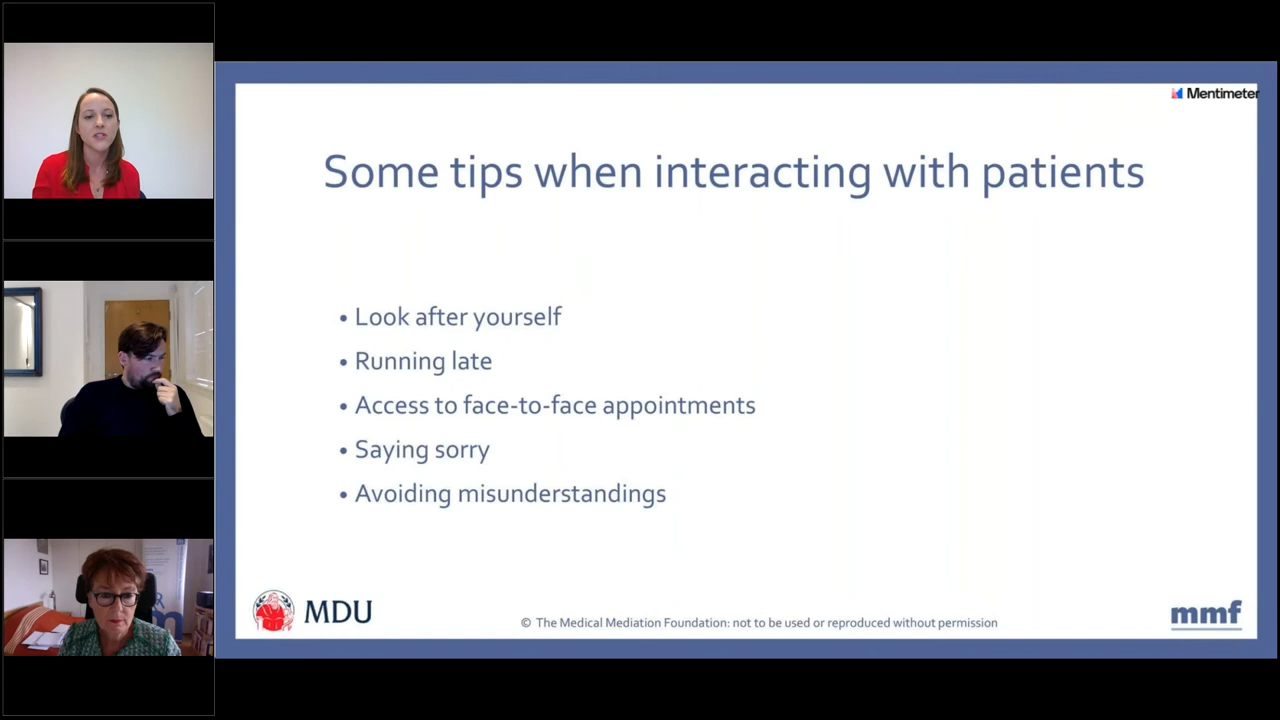 Mentimeter
Some tips when interacting with patients
• Look after yourself
• Running late
• Access to face-to-face appointments
• Saying sorry
• Avoiding misunderstandings
MDU
© The Medical Mediation Foundation: not to be used or reproduced without permission
mmf